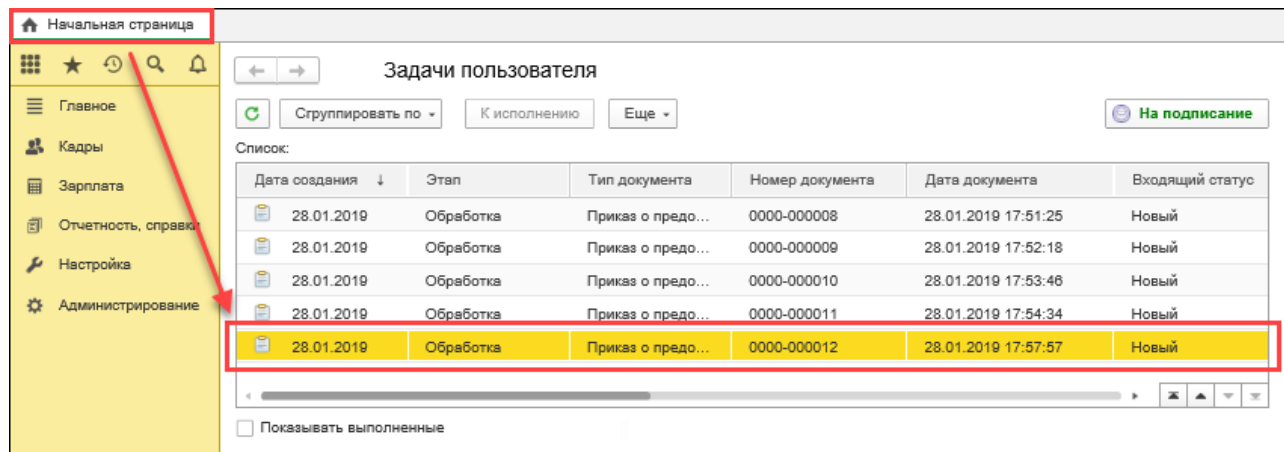 Начальная страница
Задачи пользователя
Главное
Сгруппировать по
К исполнению
Еще
На подписание
Кадры
Список:
Зарплата
Дата создания ↓ Этап Тип документа Номер документа Дата документа Входящий статус
28.01.2019 Обработка Приказ о предо... 0000-000008 28.01.2019 17:51:25 Новый
Отчетность, справки
28.01.2019 Обработка Приказ о предо... 0000-000009 28.01.2019 17:52:18 Новый
Настройка
28.01.2019 Обработка Приказ о предо... 0000-000010 28.01.2019 17:53:46 Новый
Администрирование
28.01.2019 Обработка Приказ о предо... 0000-000011 28.01.2019 17:54:34 Новый
28.01.2019 Обработка Приказ о предо... 0000-000012 28.01.2019 17:57:57 Новый
Показывать выполненные